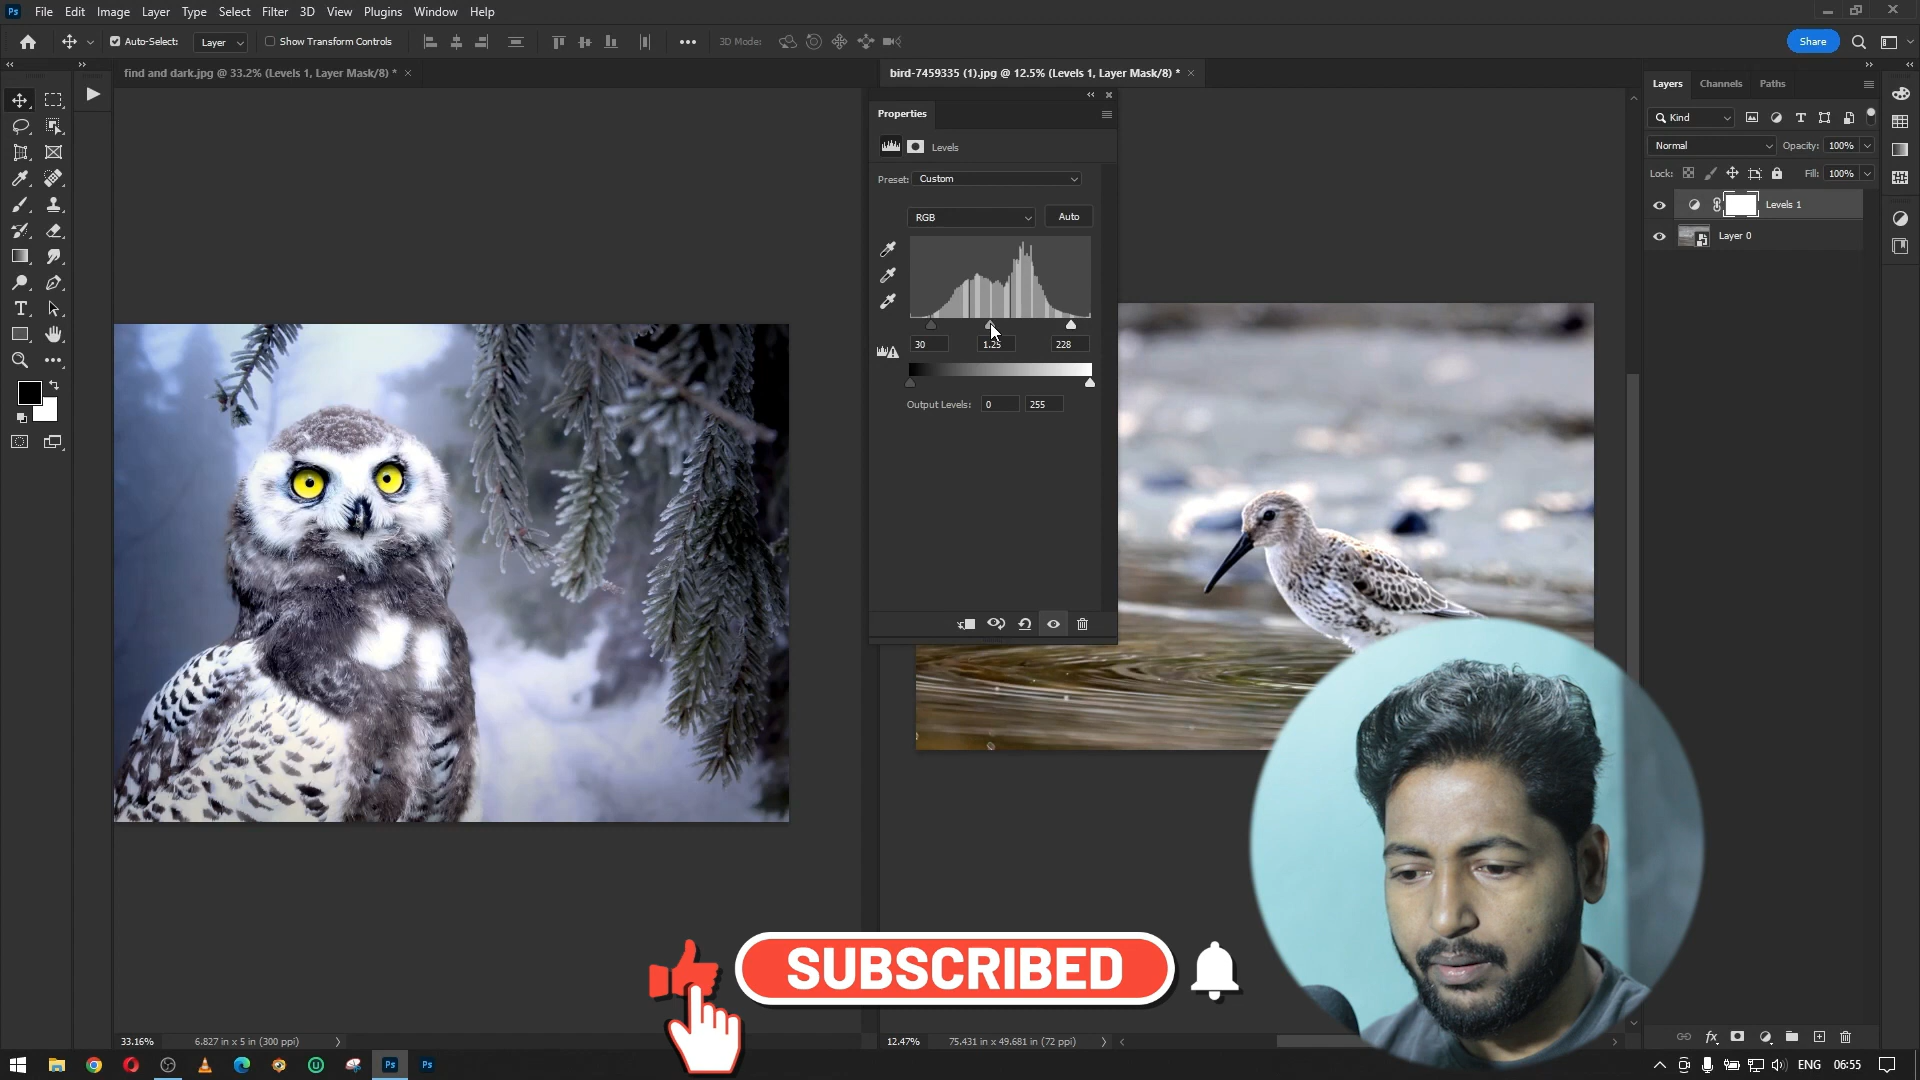 Ps File Edit Image Layer Type Select Filter 3D View Plugins Window Help
Auto-Select: Layer Show Transform Controls 3D Mode: Share
find and dark.jpg @ 33.2% (Levels 1, Layer Mask/8) *
bird-7459335 (1).jpg @ 12.5% (Levels 1, Layer Mask/8) *
Layers Channels Paths
Properties
Kind
Levels
Normal Opacity: 100%
Preset: Custom
Lock: Fill: 100%
RGB Auto
Levels 1
Layer 0
30 1.25 228
Output Levels: 0 255
SUBSCRIBED
33.16% 6.827 in x 5 in (300 ppi)
12.47% 75.431 in x 49.681 in (72 ppi)
fx
Ps Ps ENG 06:55